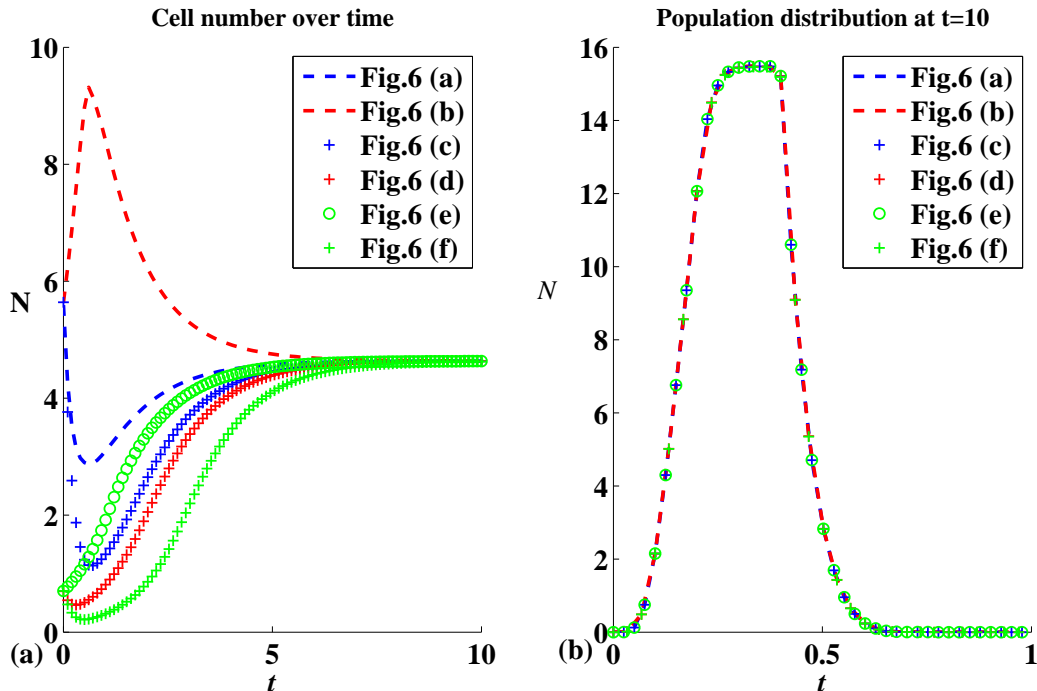 Cell number over time
10
8
6
4
2
0
N
Fig.6 (a)
Fig.6 (b)
Fig.6 (c)
Fig.6 (d)
Fig.6 (e)
Fig.6 (f)
0
5
10
(a)
t
Population distribution at t=10
16
14
12
10
8
6
4
2
0
N
Fig.6 (a)
Fig.6 (b)
Fig.6 (c)
Fig.6 (d)
Fig.6 (e)
Fig.6 (f)
0
0.5
1
(b)
t